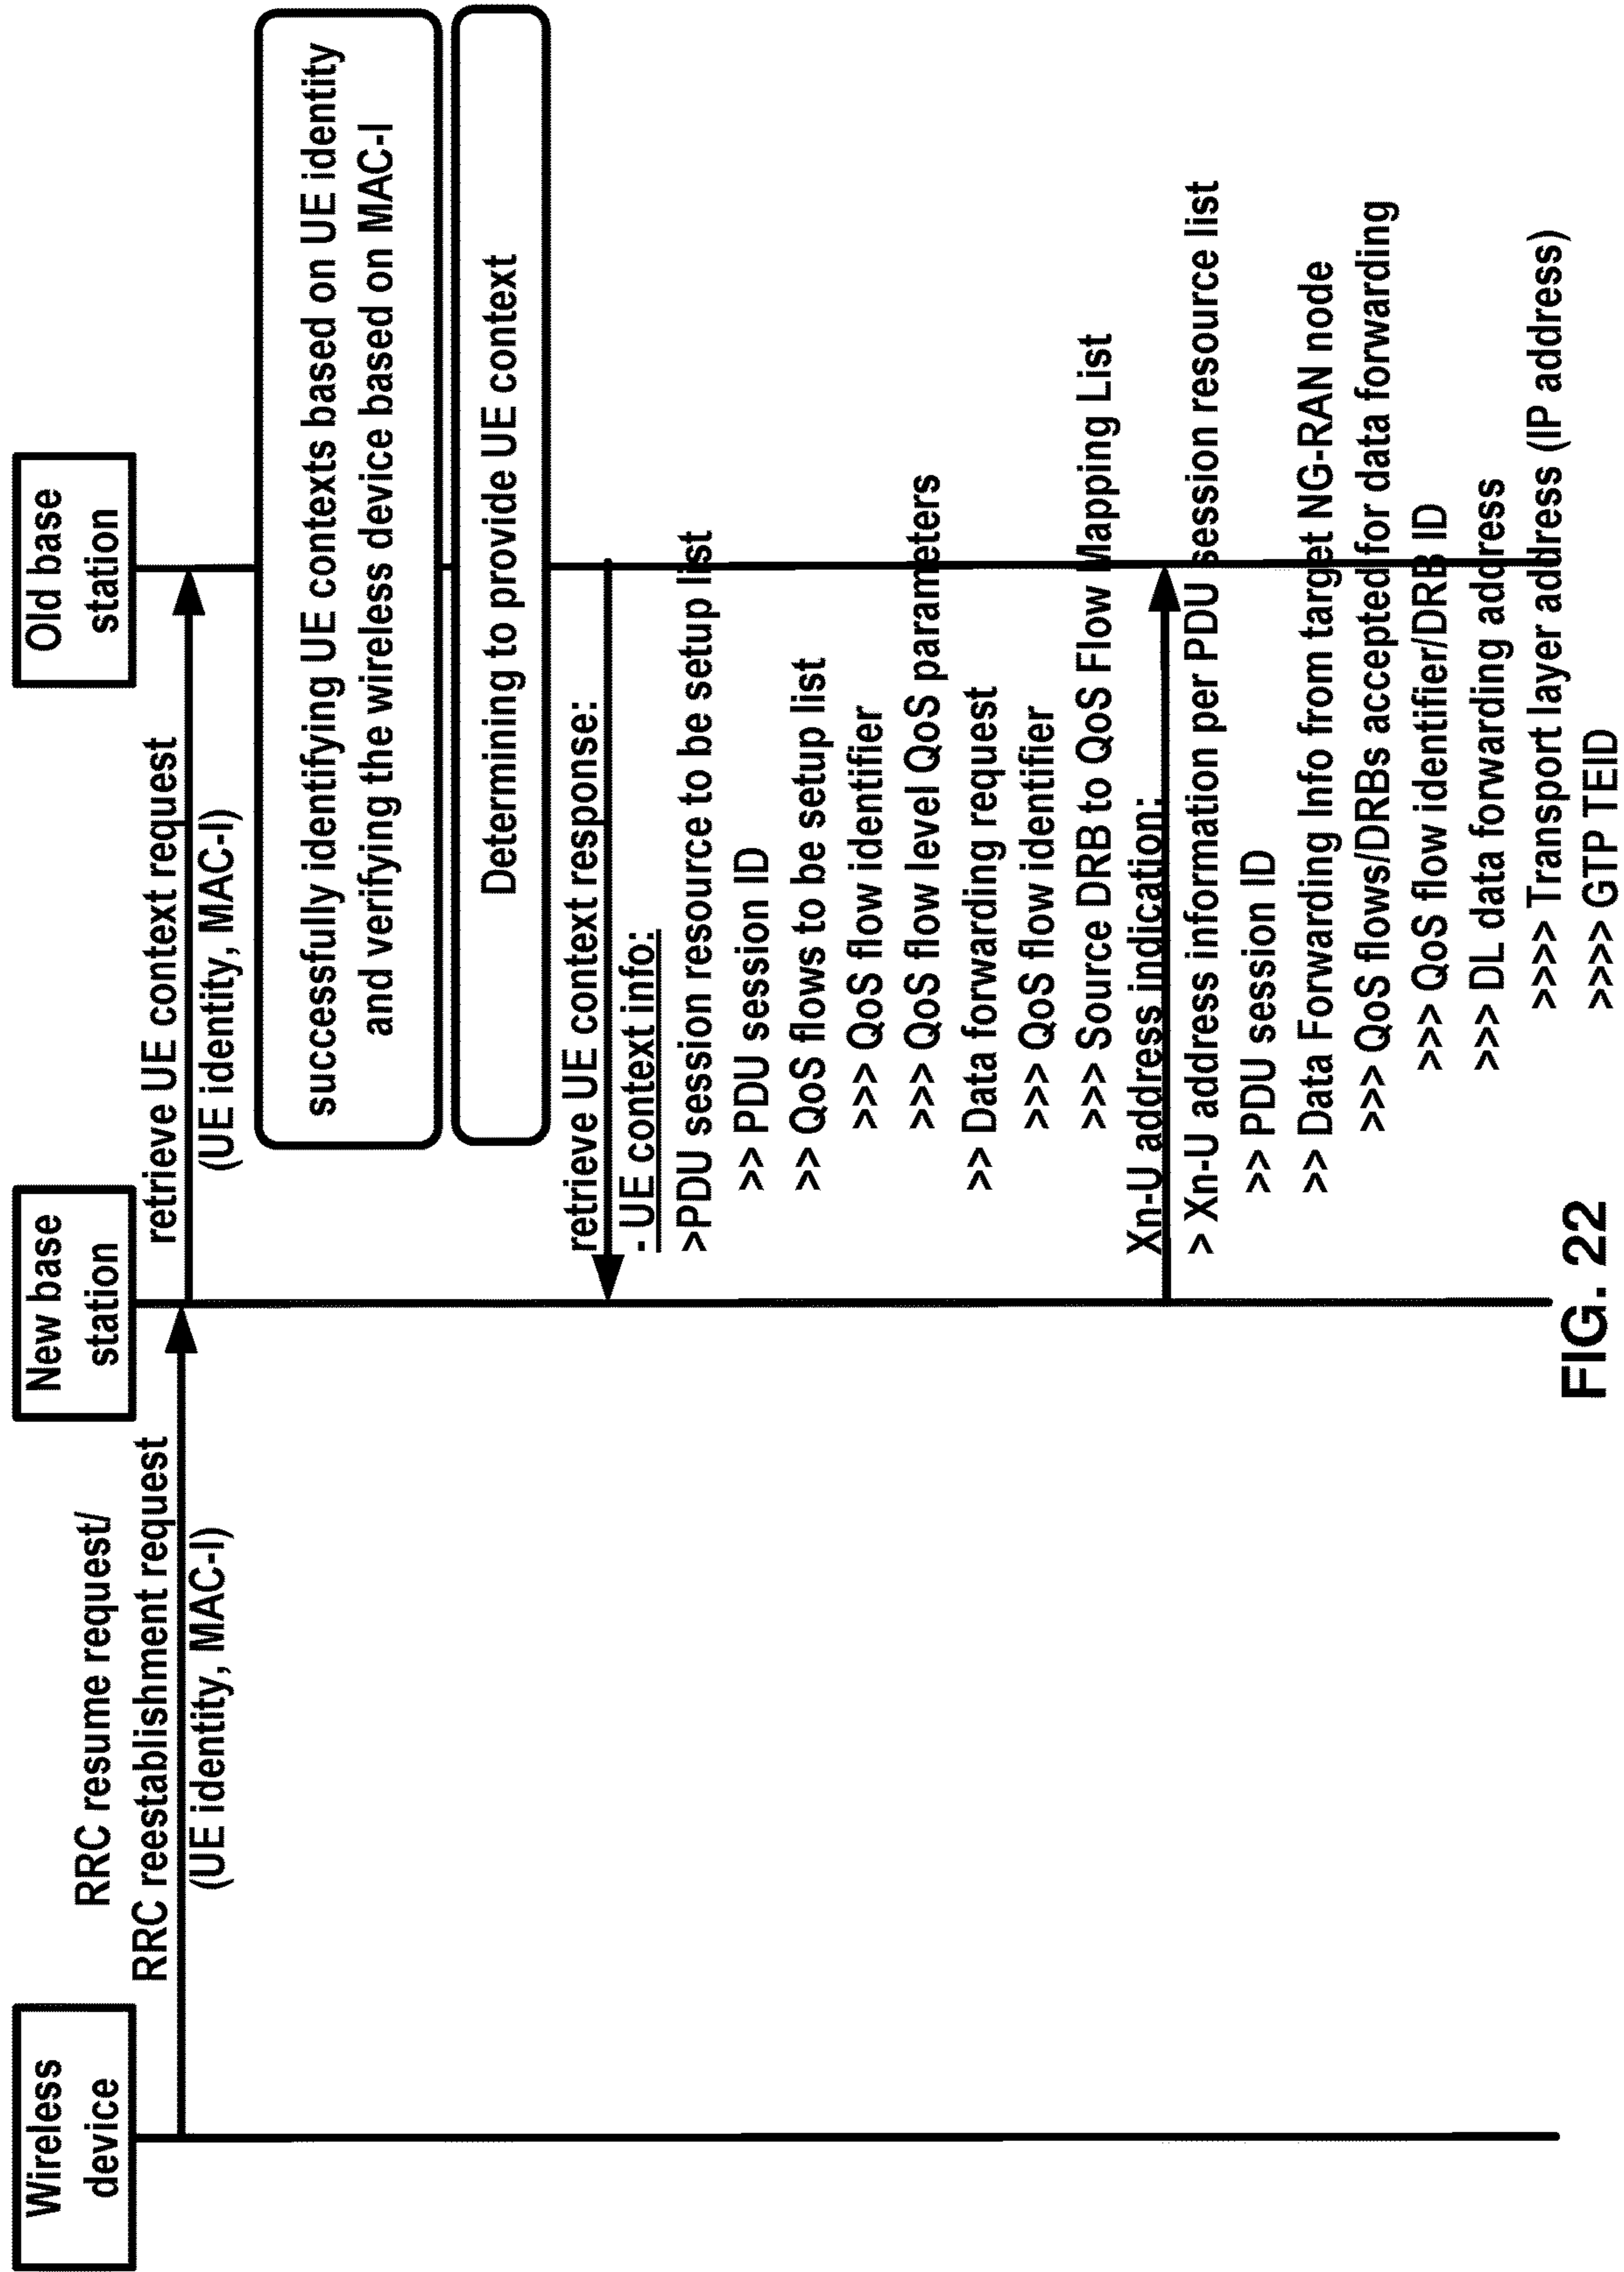 Wireless
device
New base
station
Old base
station
RRC resume request/
RRC reestablishment request
(UE identity, MAC-I)
retrieve UE context request
(UE identity, MAC-I)
successfully identifying UE contexts based on UE identity
and verifying the wireless device based on MAC-I
Determining to provide UE context
retrieve UE context response:
- UE context info:
>PDU session resource to be setup list
>> PDU session ID
>> QoS flows to be setup list
>>> QoS flow identifier
>>> QoS flow level QoS parameters
>> Data forwarding request
>>> QoS flow identifier
>>> Source DRB to QoS Flow Mapping List
Xn-U address indication:
> Xn-U address information per PDU session resource list
>> PDU session ID
>> Data Forwarding Info from target NG-RAN node
>>> QoS flows/DRBs accepted for data forwarding
>>> QoS flow identifier/DRB ID
>>> DL data forwarding address
>>>> Transport layer address (IP address)
>>>> GTP TEID
FIG. 22